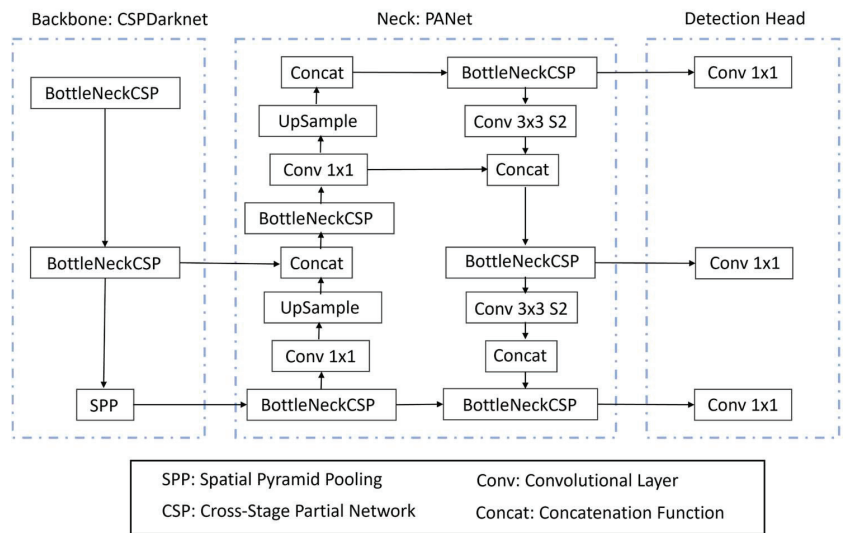 Backbone: CSPDarknet
Neck: PANet
Detection Head
BottleNeckCSP
BottleNeckCSP
SPP
Concat
UpSample
Conv 1x1
BottleNeckCSP
Concat
UpSample
Conv 1x1
BottleNeckCSP
BottleNeckCSP
Conv 3x3 S2
Concat
BottleNeckCSP
Conv 3x3 S2
Concat
BottleNeckCSP
Conv 1x1
Conv 1x1
Conv 1x1
SPP: Spatial Pyramid Pooling
Conv: Convolutional Layer
CSP: Cross-Stage Partial Network
Concat: Concatenation Function